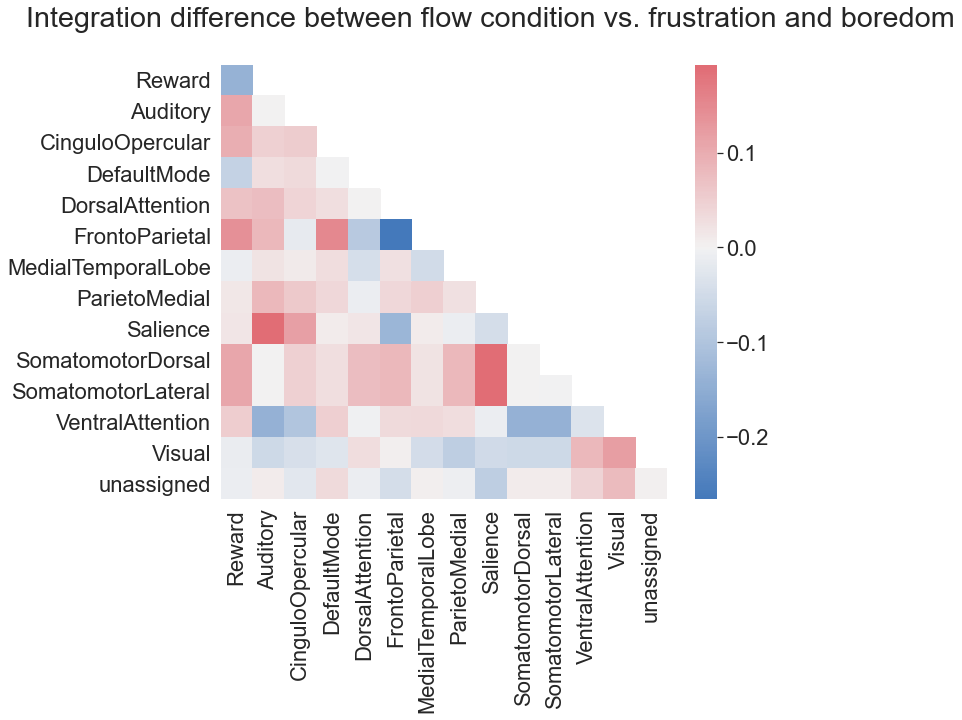 Integration difference between flow condition vs. frustration and boredom
Reward
Auditory
CinguloOpercular
DefaultMode
DorsalAttention
FrontoParietal
MedialTemporalLobe
ParietoMedial
Salience
SomatomotorDorsal
SomatomotorLateral
VentralAttention
Visual
unassigned
0.1
0.0
−0.1
−0.2
Reward
Auditory
CinguloOpercular
DefaultMode
DorsalAttention
FrontoParietal
MedialTemporalLobe
ParietoMedial
Salience
SomatomotorDorsal
SomatomotorLateral
VentralAttention
Visual
unassigned